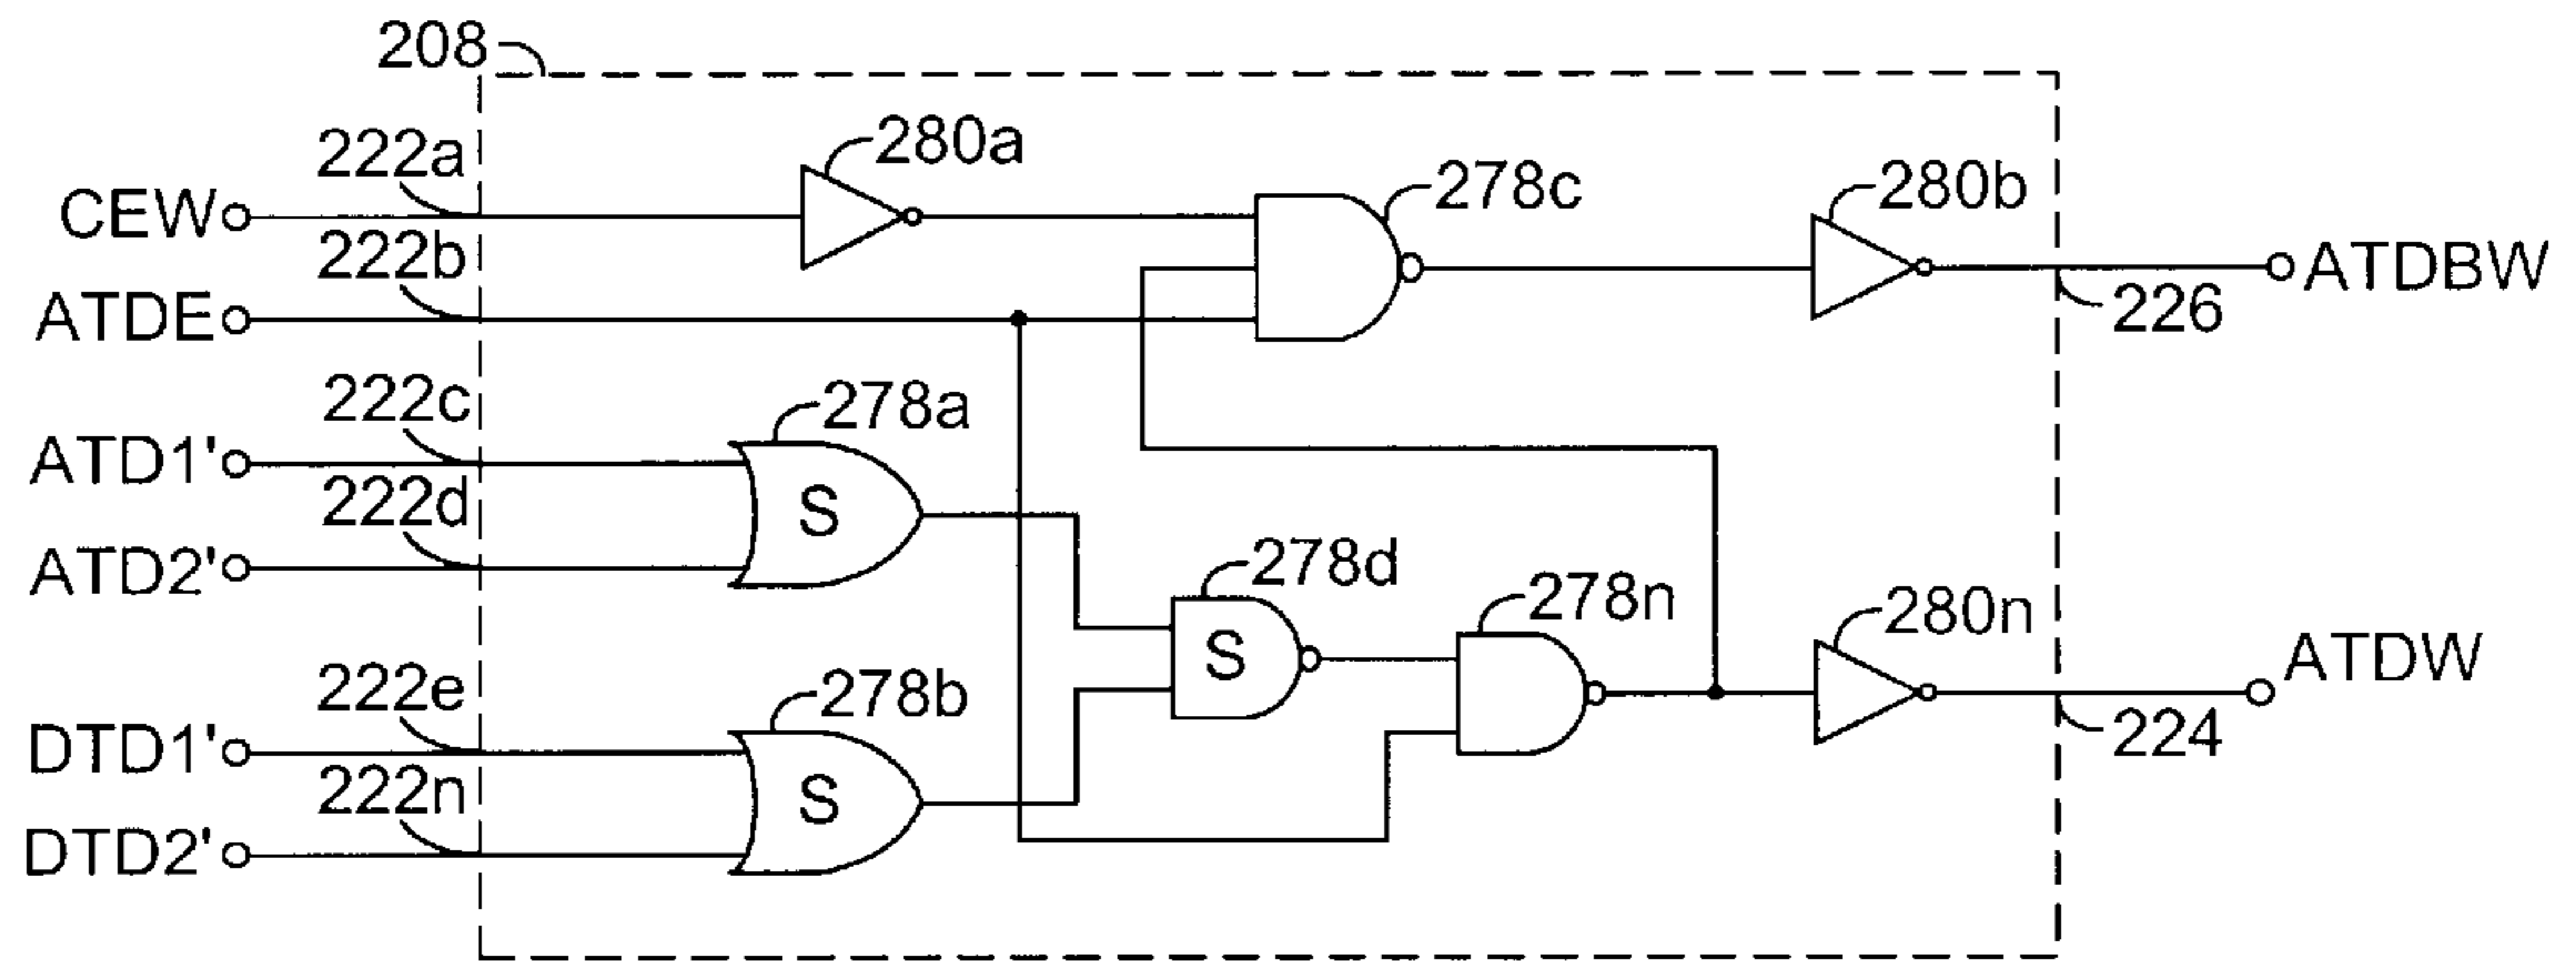 208
222a
280a
278c
280b
CEW
222b
ATDBW
ATDE
226
222c
278a
ATD1'
222d
S
278d
ATD2'
278n
280n
S
ATDW
222e
278b
DTD1'
224
222n
S
DTD2'